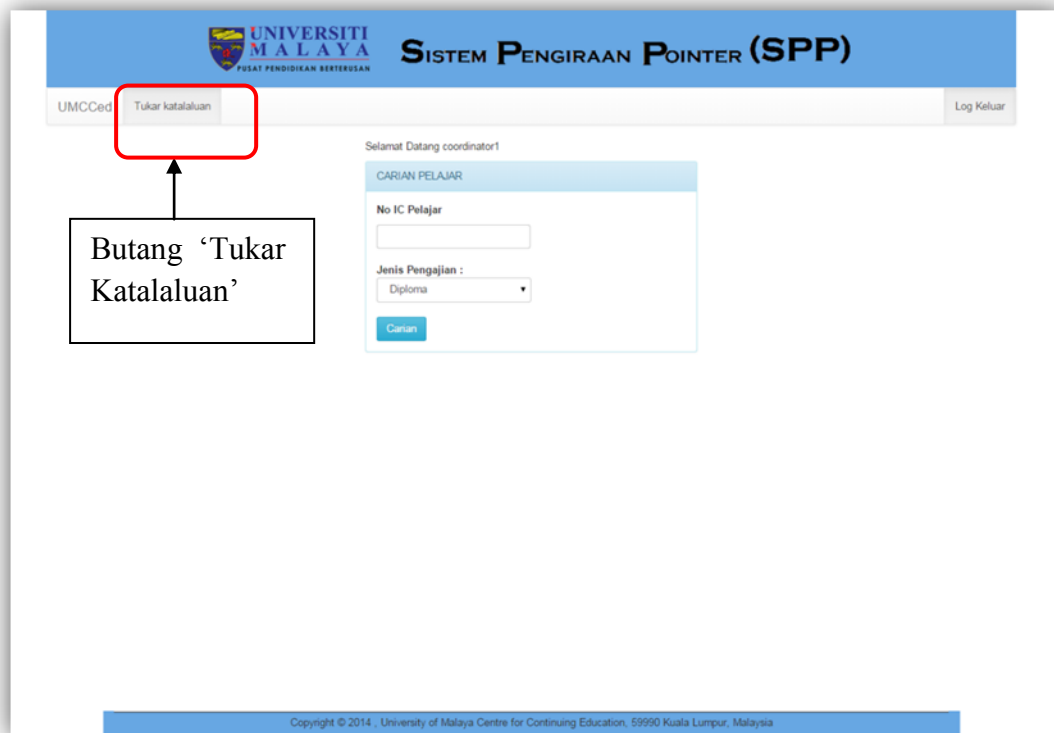 UNIVERSITI
MALAYA
PUSAT PENDIDIKAN BERTERUSAN
SISTEM PENGIRAAN POINTER (SPP)
UMCCed Tukar katalaluan Log Keluar
Selamat Datang coordinator1
CARIAN PELAJAR
No IC Pelajar
Jenis Pengajian :
Diploma
Carian
Butang ‘Tukar
Katalaluan’
Copyright © 2014 , University of Malaya Centre for Continuing Education, 59990 Kuala Lumpur, Malaysia